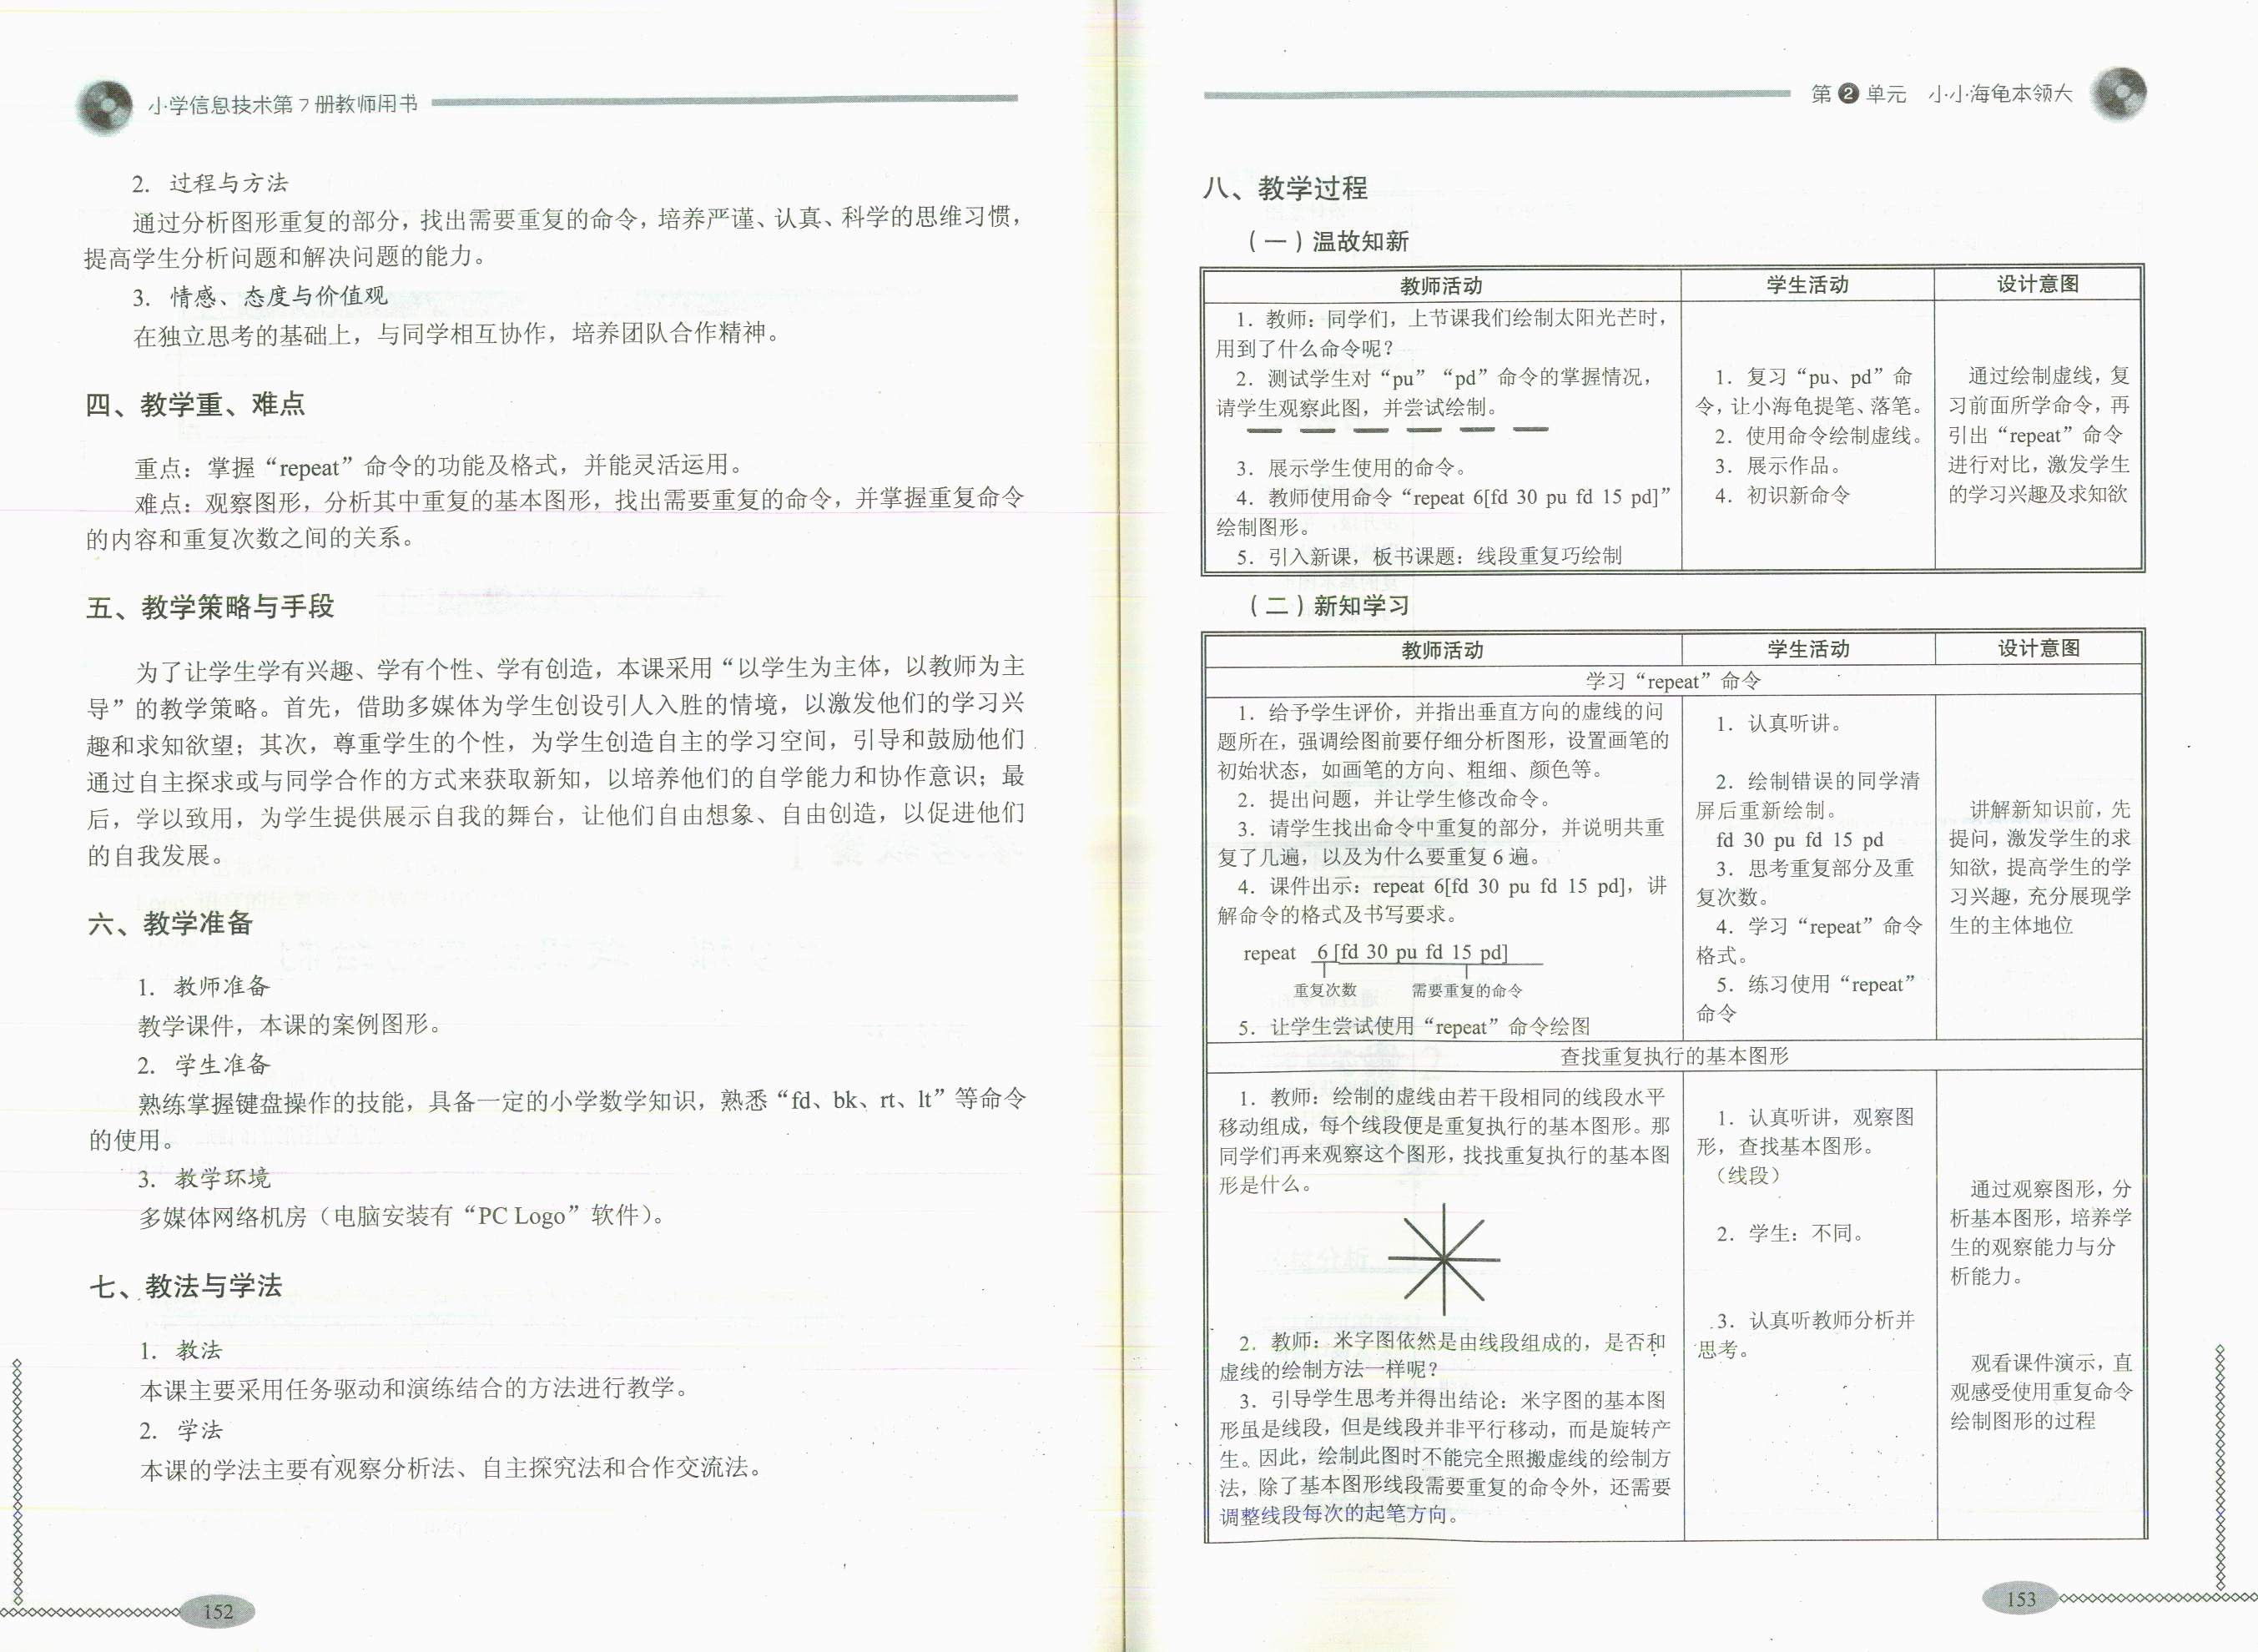 小学信息技术第7册教师用书
2. 过程与方法
通过分析图形重复的部分，找出需要重复的命令，培养严谨、认真、科学的思维习惯，
提高学生分析问题和解决问题的能力。
3. 情感、态度与价值观
在独立思考的基础上，与同学相互协作，培养团队合作精神。
四、教学重、难点
重点：掌握“repeat”命令的功能及格式，并能灵活运用。
难点：观察图形，分析其中重复的基本图形，找出需要重复的命令，并掌握重复命令
的内容和重复次数之间的关系。
五、教学策略与手段
为了让学生学有兴趣、学有个性、学有创造，本课采用“以学生为主体，以教师为主
导”的教学策略。首先，借助多媒体为学生创设引人入胜的情境，以激发他们的学习兴
趣和求知欲望；其次，尊重学生的个性，为学生创造自主的学习空间，引导和鼓励他们
通过自主探求或与同学合作的方式来获取新知，以培养他们的自学能力和协作意识；最
后，学以致用，为学生提供展示自我的舞台，让他们自由想象、自由创造，以促进他们
的自我发展。
六、教学准备
1. 教师准备
教学课件，本课的案例图形。
2. 学生准备
熟练掌握键盘操作的技能，具备一定的小学数学知识，熟悉“fd、bk、rt、lt”等命令
的使用。
3. 教学环境
多媒体网络机房（电脑安装有“PC Logo”软件）。
七、教法与学法
1. 教法
本课主要采用任务驱动和演练结合的方法进行教学。
2. 学法
本课的学法主要有观察分析法、自主探究法和合作交流法。
152
第2单元 小小海龟本领大
八、教学过程
（一）温故知新
教师活动
学生活动
设计意图
1. 教师：同学们，上节课我们绘制太阳光芒时，
用到了什么命令呢？
2. 测试学生对“pu”“pd”命令的掌握情况，
请学生观察此图，并尝试绘制。
3. 展示学生使用的命令。
4. 教师使用命令“repeat 6[fd 30 pu fd 15 pd]”
绘制图形。
5. 引入新课，板书课题：线段重复巧绘制
1. 复习“pu、pd”命
令，让小海龟提笔、落笔。
2. 使用命令绘制虚线。
3. 展示作品。
4. 初识新命令
通过绘制虚线，复
习前面所学命令，再
引出“repeat”命令
进行对比，激发学生
的学习兴趣及求知欲
（二）新知学习
教师活动
学生活动
设计意图
学习“repeat”命令
1. 给予学生评价，并指出垂直方向的虚线的问
题所在，强调绘图前要仔细分析图形，设置画笔的
初始状态，如画笔的方向、粗细、颜色等。
2. 提出问题，并让学生修改命令。
3. 请学生找出命令中重复的部分，并说明共重
复了几遍，以及为什么要重复6遍。
4. 课件出示：repeat 6[fd 30 pu fd 15 pd]，讲
解命令的格式及书写要求。
repeat 6 [fd 30 pu fd 15 pd]
重复次数 需要重复的命令
5. 让学生尝试使用“repeat”命令绘图
1. 认真听讲。
2. 绘制错误的同学清
屏后重新绘制。
fd 30 pu fd 15 pd
3. 思考重复部分及重
复次数。
4. 学习“repeat”命令
格式。
5. 练习使用“repeat”
命令
讲解新知识前，先
提问，激发学生的求
知欲，提高学生的学
习兴趣，充分展现学
生的主体地位
查找重复执行的基本图形
1. 教师：绘制的虚线由若干段相同的线段水平
移动组成，每个线段便是重复执行的基本图形。那
同学们再来观察这个图形，找找重复执行的基本图
形是什么。
2. 教师：米字图依然是由线段组成的，是否和
虚线的绘制方法一样呢？
3. 引导学生思考并得出结论：米字图的基本图
形虽是线段，但是线段并非平行移动，而是旋转产
生。因此，绘制此图时不能完全照搬虚线的绘制方
法，除了基本图形线段需要重复的命令外，还需要
调整线段每次的起笔方向。
1. 认真听讲，观察图
形，查找基本图形。
（线段）
2. 学生：不同。
3. 认真听教师分析并
思考。
通过观察图形，分
析基本图形，培养学
生的观察能力与分
析能力。
观看课件演示，直
观感受使用重复命令
绘制图形的过程
153